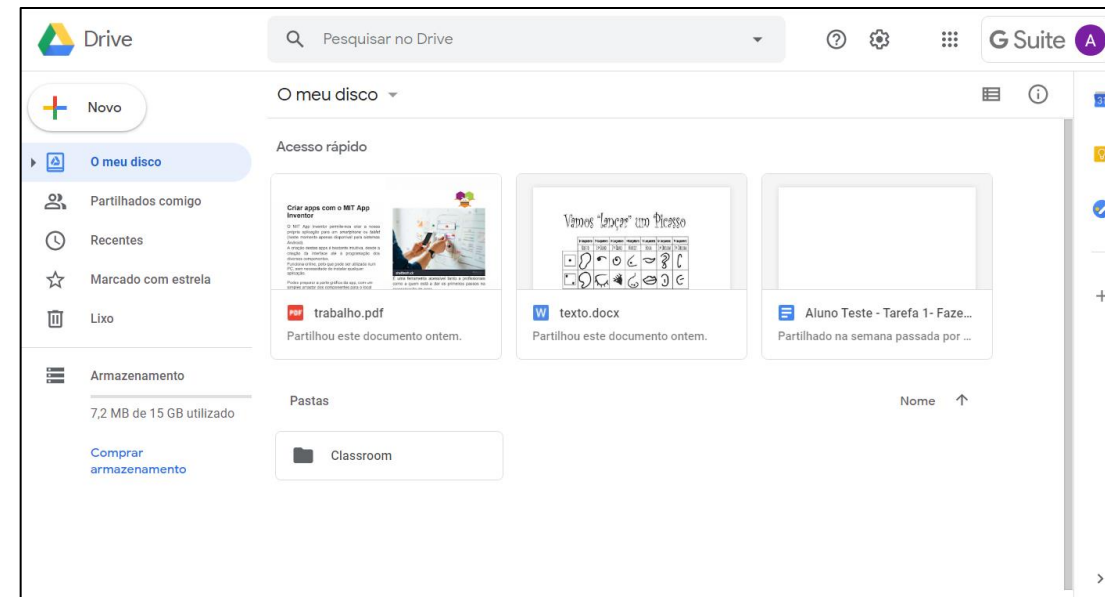 Drive
Pesquisar no Drive
G Suite
A
Novo
O meu disco
Partilhados comigo
Recentes
Marcado com estrela
Lixo
Armazenamento
7,2 MB de 15 GB utilizado
Comprar
armazenamento
O meu disco
Acesso rápido
Criar apps com o MIT App
Inventor
PDF trabalho.pdf
Partilhou este documento ontem.
Vamos "lançar" um Picasso
W texto.docx
Partilhou este documento ontem.
Aluno Teste - Tarefa 1- Faze...
Partilhado na semana passada por ...
Pastas
Nome
Classroom
31